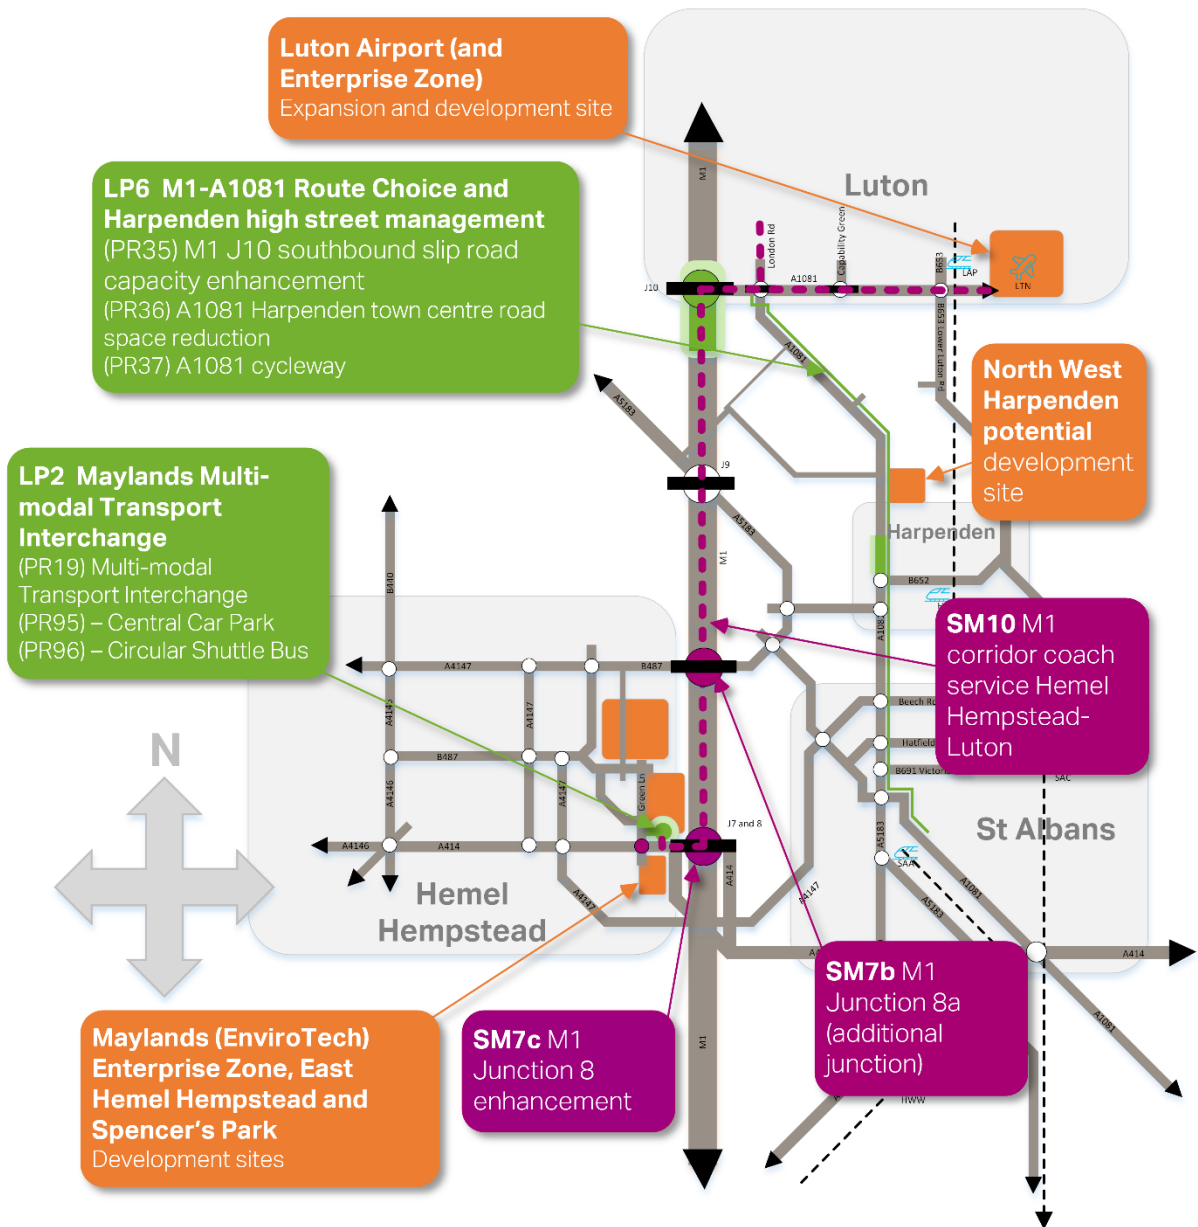 Luton Airport (and
Enterprise Zone)
Expansion and development site
LP6 M1-A1081 Route Choice and
Harpenden high street management
(PR35) M1 J10 southbound slip road
capacity enhancement
(PR36) A1081 Harpenden town centre road
space reduction
(PR37) A1081 cycleway
M1
Luton
London Rd
Capability Green
B653
LAP
LTN
J10
A1081
B653 Lower Luton Rd
A1081
North West
Harpenden
potential
development
site
A5183
J9
LP2 Maylands Multi-
modal Transport
Interchange
(PR19) Multi-modal
Transport Interchange
(PR95) – Central Car Park
(PR96) – Circular Shuttle Bus
A5183
M1
Harpenden
B652
B440
A1081
SM10 M1
corridor coach
service Hemel
Hempstead-
Luton
A4147
B487
A4146
A4147
Beech Ro
Hatfield
B691 Victori
SAC
N
B487
A4147
A4146
Green Ln
J7 and 8
A4146
A414
A414
A5183
SAA
St Albans
A1081
A5183
Hemel
Hempstead
A4147
A4147
A414
A1081
SM7b M1
Junction 8a
(additional
junction)
SM7c M1
Junction 8
enhancement
M1
HWW
Maylands (EnviroTech)
Enterprise Zone, East
Hemel Hempstead and
Spencer's Park
Development sites